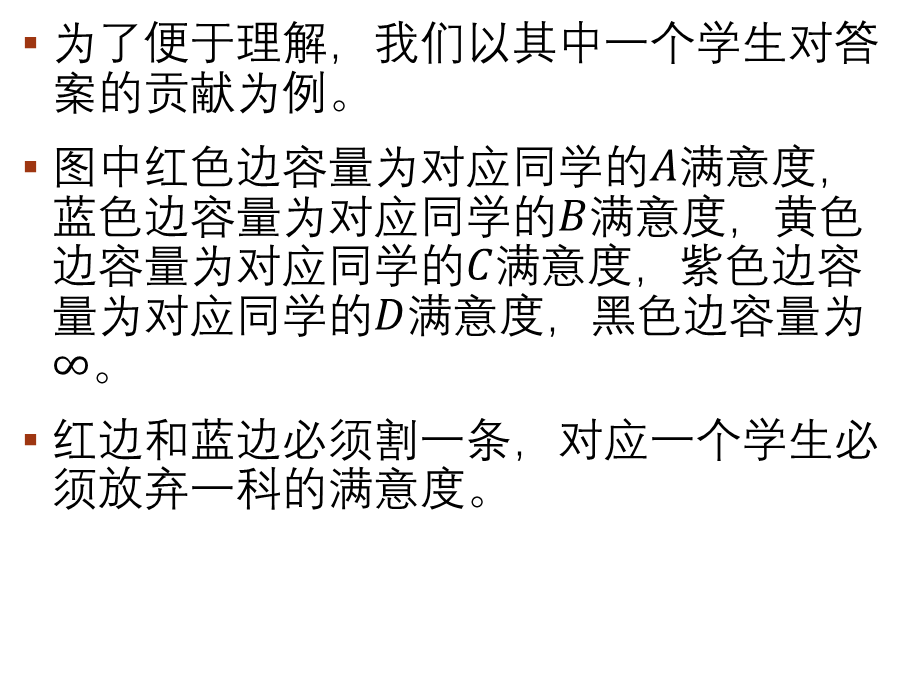 ▪ 为了便于理解，我们以其中一个学生对答
案的贡献为例。
▪ 图中红色边容量为对应同学的A满意度，
蓝色边容量为对应同学的B满意度，黄色
边容量为对应同学的C满意度，紫色边容
量为对应同学的D满意度，黑色边容量为
∞。
▪ 红边和蓝边必须割一条，对应一个学生必
须放弃一科的满意度。